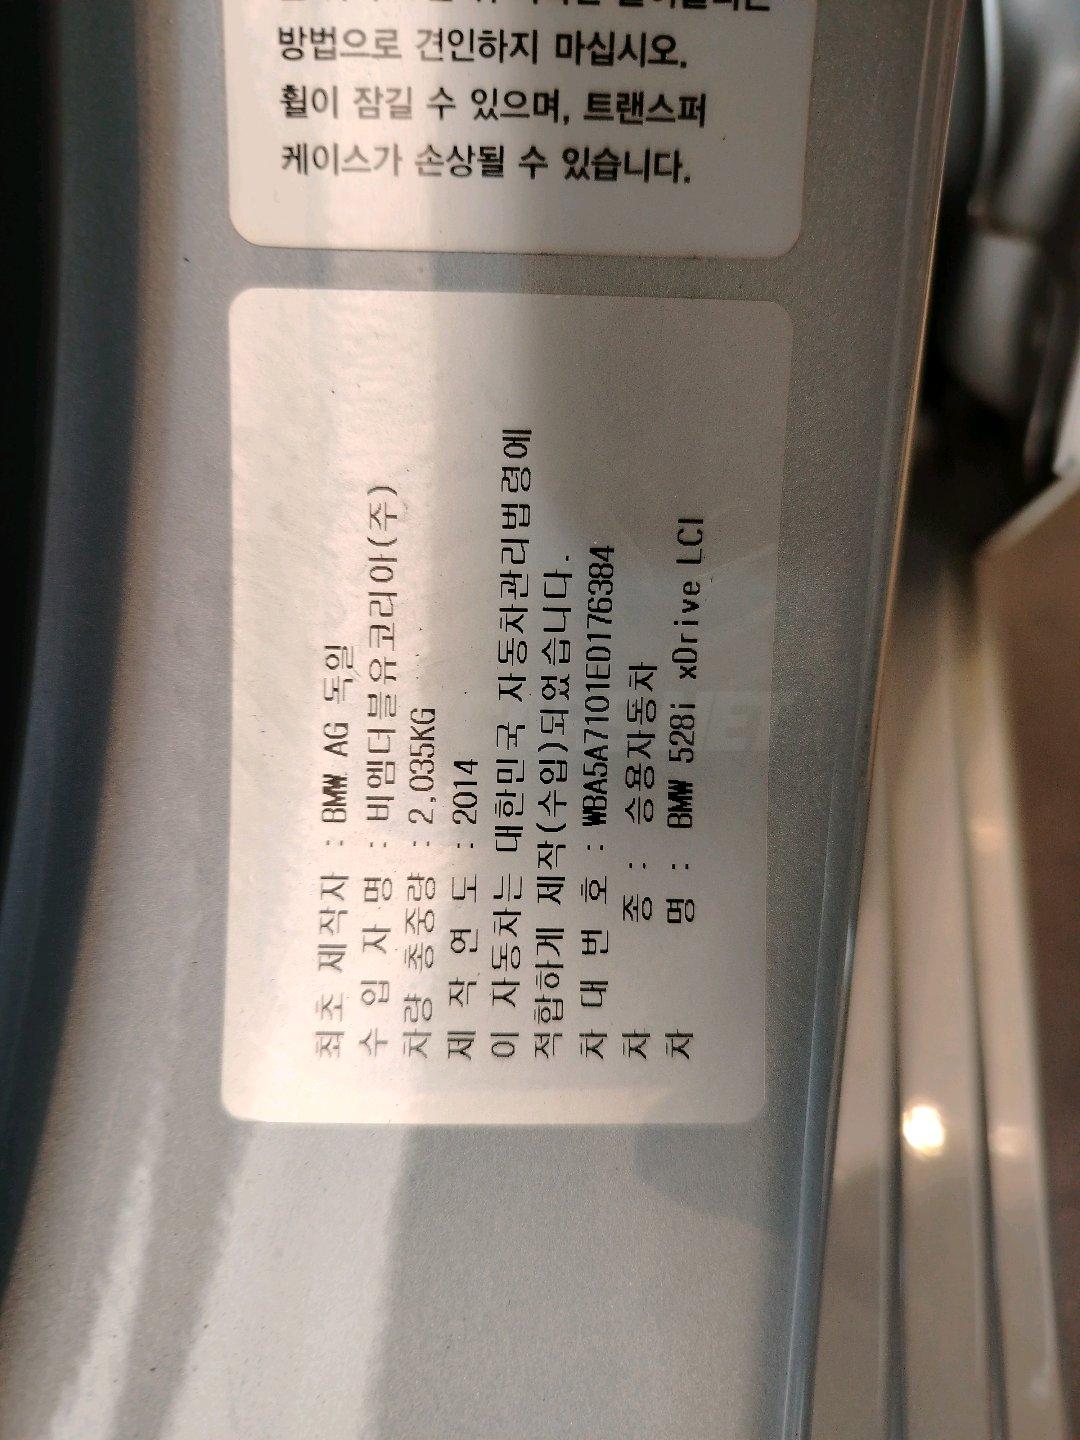 방법으로 견인하지 마십시오.
휠이 잠길 수 있으며, 트랜스퍼
케이스가 손상될 수 있습니다.
최초 제작자 : BMW AG 독일
수 입 자 명 : 비엠더블유코리아(주)
차량 총중량 : 2,035KG
제 작 연 도 : 2014
이 자동차는 대한민국 자동차관리법령에
적합하게 제작(수입)되었습니다.
차 대 번 호 : WBA5A7101ED176384
차 종 : 승용자동차
차 명 : BMW 528i xDrive LCI